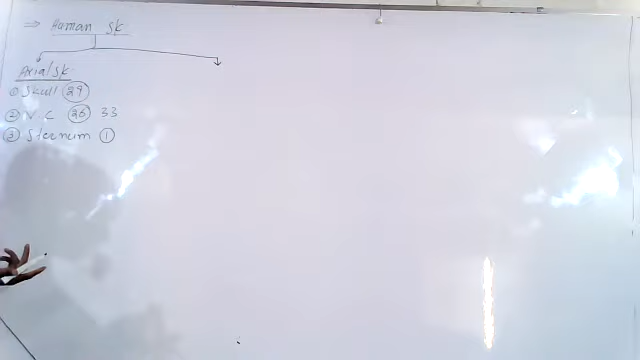 ⇒ Human Sk
Axial Sk
① Skull 29
② V.C 26 33
③ Sternum ①